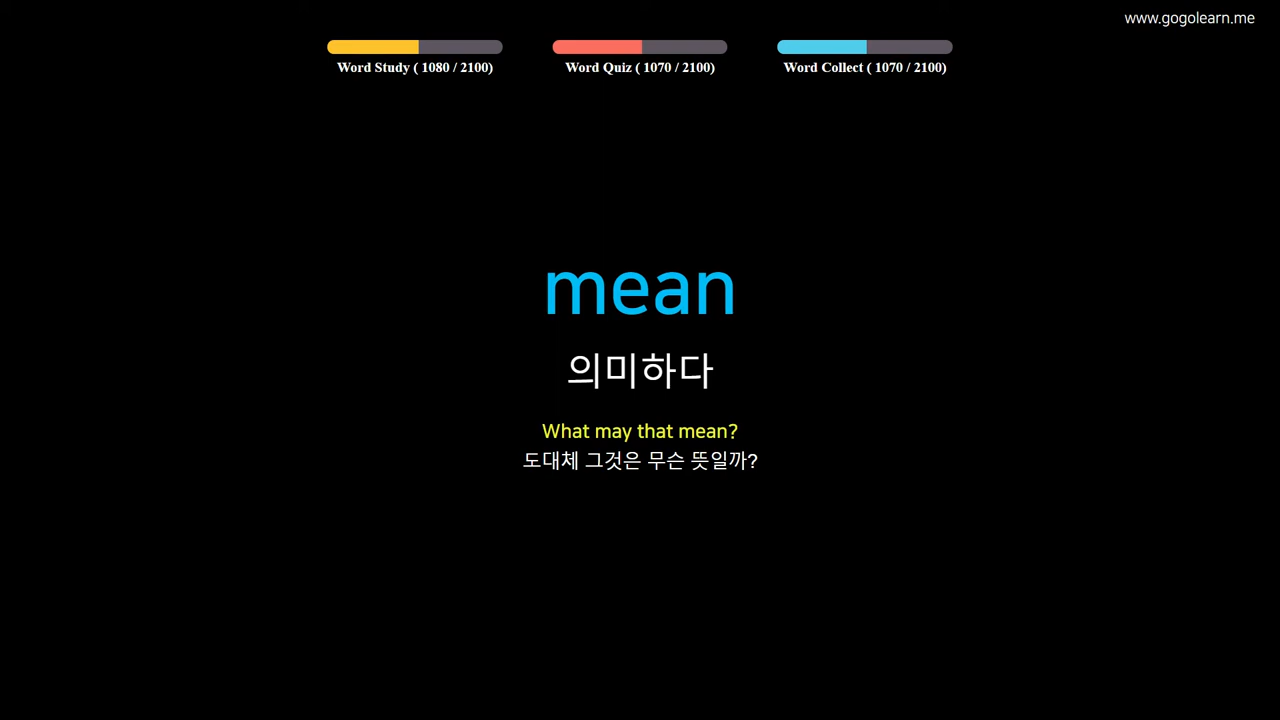 www.gogolearn.me
Word Study ( 1080 / 2100)
Word Quiz ( 1070 / 2100)
Word Collect ( 1070 / 2100)
mean
의미하다
What may that mean?
도대체 그것은 무슨 뜻일까?